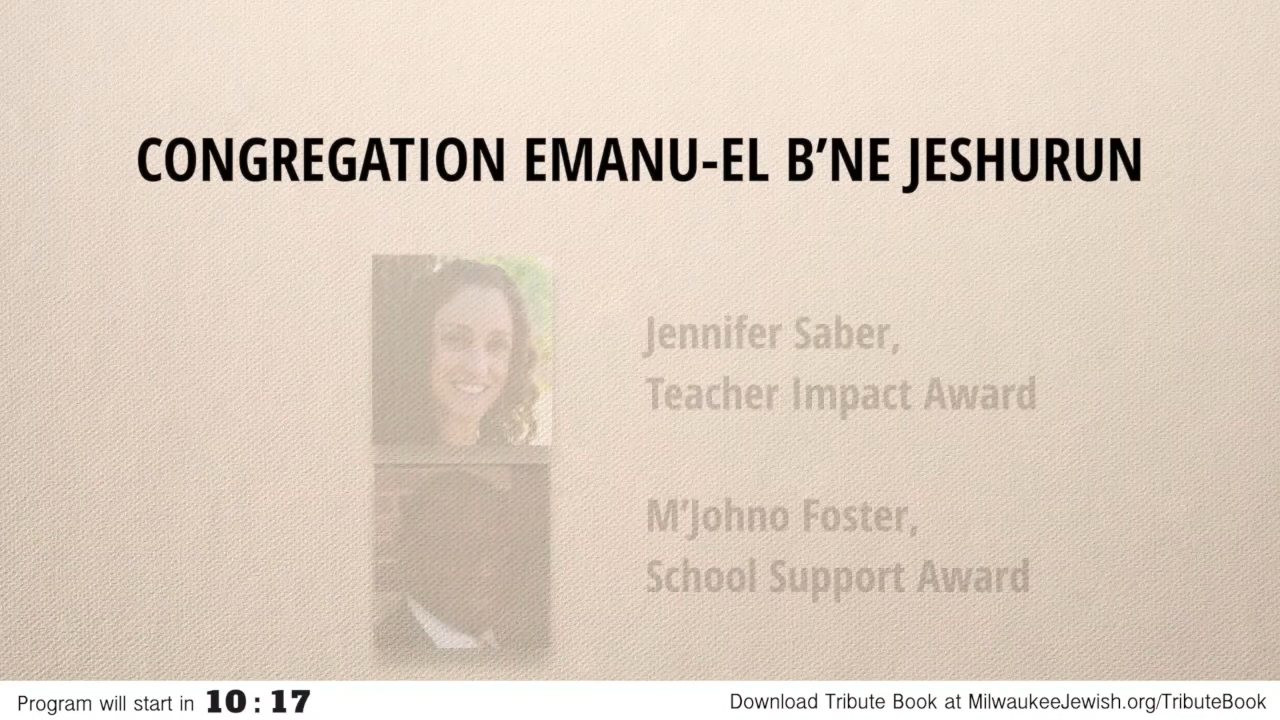 CONGREGATION EMANU-EL B’NE JESHURUN
Jennifer Saber,
Teacher Impact Award
M’Johno Foster,
School Support Award
Program will start in 10 : 17
Download Tribute Book at MilwaukeeJewish.org/TributeBook